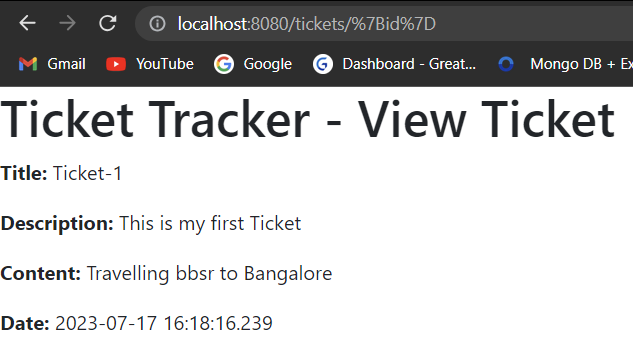 localhost:8080/tickets/%7Bid%7D
Gmail YouTube Google Dashboard - Great... Mongo DB + Ex
Ticket Tracker - View Ticket
Title: Ticket-1
Description: This is my first Ticket
Content: Travelling bbsr to Bangalore
Date: 2023-07-17 16:18:16.239